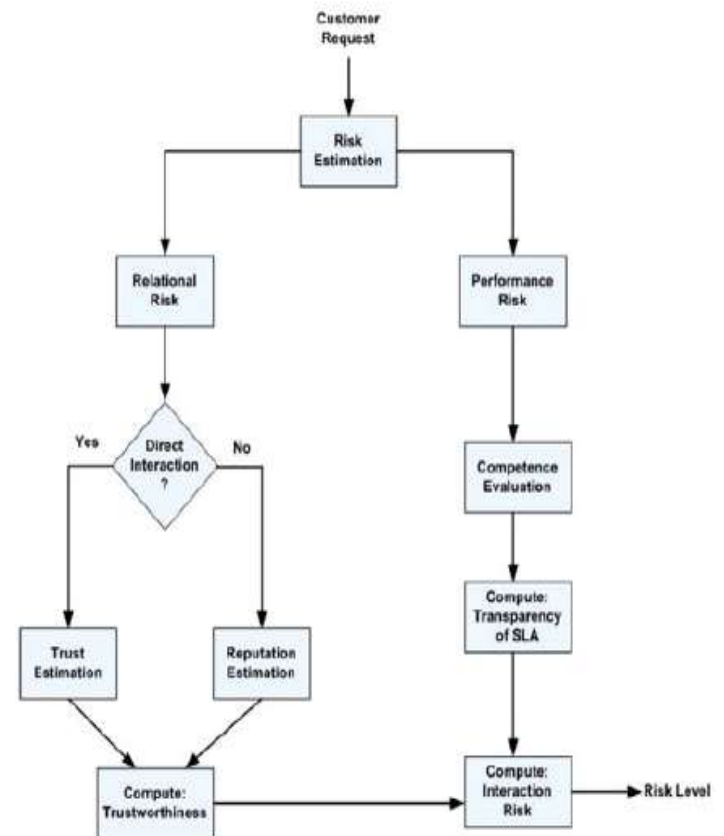 Customer
Request
Risk
Estimation
Relational
Risk
Performance
Risk
Yes
Direct
Interaction
?
No
Competence
Evaluation
Compute:
Transparency
of SLA
Trust
Estimation
Reputation
Estimation
Compute:
Trustworthiness
Compute:
Interaction
Risk
Risk Level